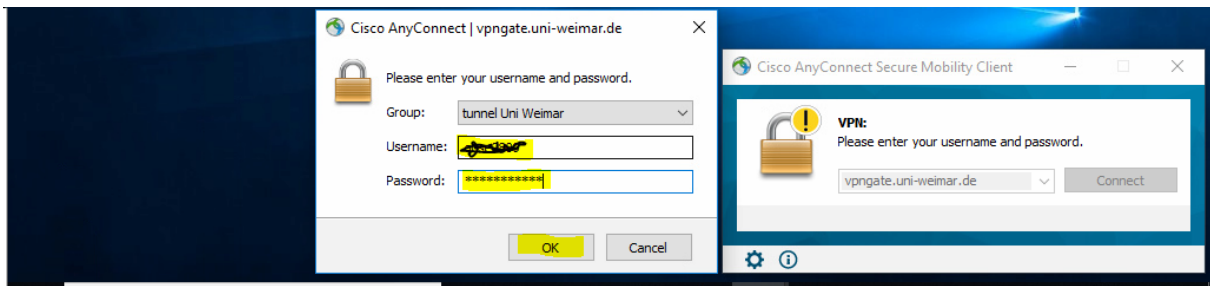 Cisco AnyConnect | vpngate.uni-weimar.de
Please enter your username and password.
Group: tunnel Uni Weimar
Username:
Password: ***********
OK Cancel
Cisco AnyConnect Secure Mobility Client
VPN:
Please enter your username and password.
vpngate.uni-weimar.de Connect